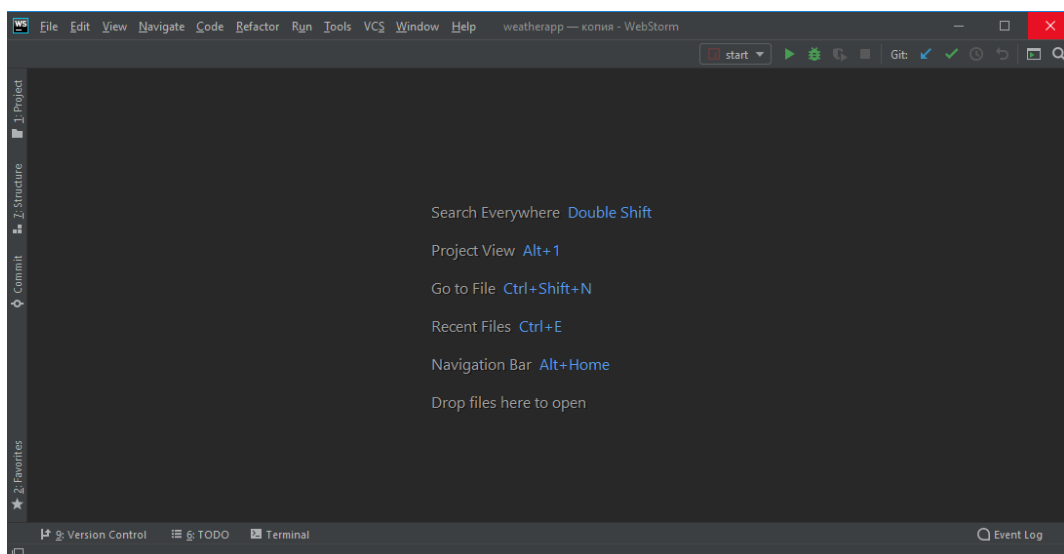 WS File Edit View Navigate Code Refactor Run Tools VCS Window Help weatherapp — копия - WebStorm
start Git:
1: Project
7: Structure
Commit
Search Everywhere Double Shift
Project View Alt+1
Go to File Ctrl+Shift+N
Recent Files Ctrl+E
Navigation Bar Alt+Home
Drop files here to open
2: Favorites
9: Version Control 6: TODO Terminal Event Log